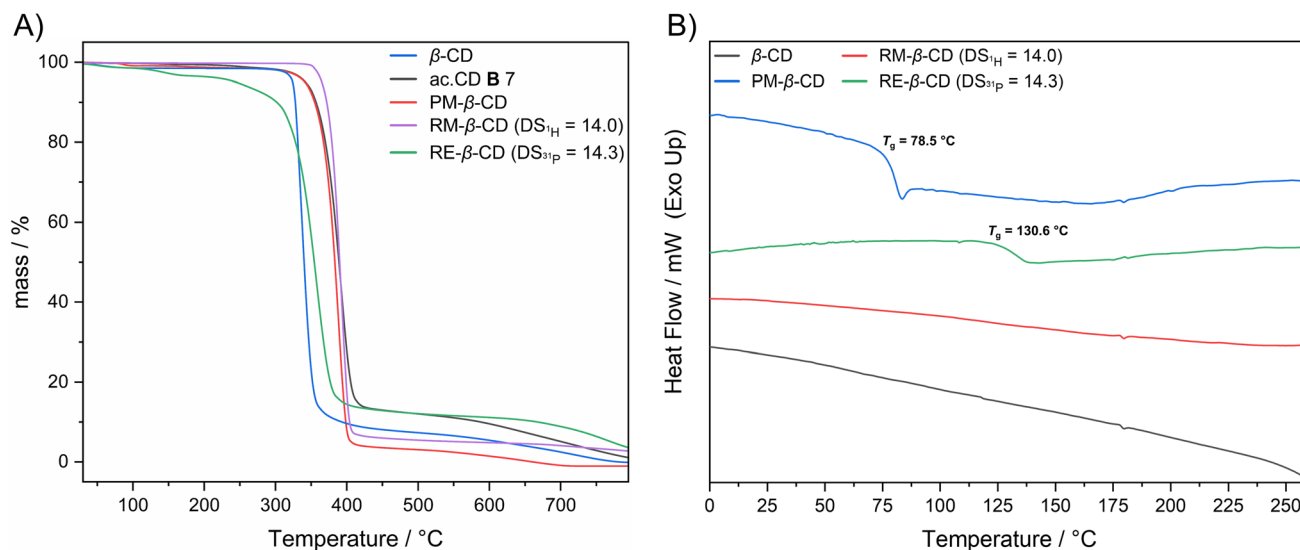 A)
100
80
60
40
20
0
mass / %
β-CD
ac.CD B 7
PM-β-CD
RM-β-CD (DS₁H = 14.0)
RE-β-CD (DS₃₁P = 14.3)
100 200 300 400 500 600 700
Temperature / °C
B)
Heat Flow / mW (Exo Up)
β-CD RM-β-CD (DS₁H = 14.0)
PM-β-CD RE-β-CD (DS₃₁P = 14.3)
Tg = 78.5 °C
Tg = 130.6 °C
0 25 50 75 100 125 150 175 200 225 250
Temperature / °C